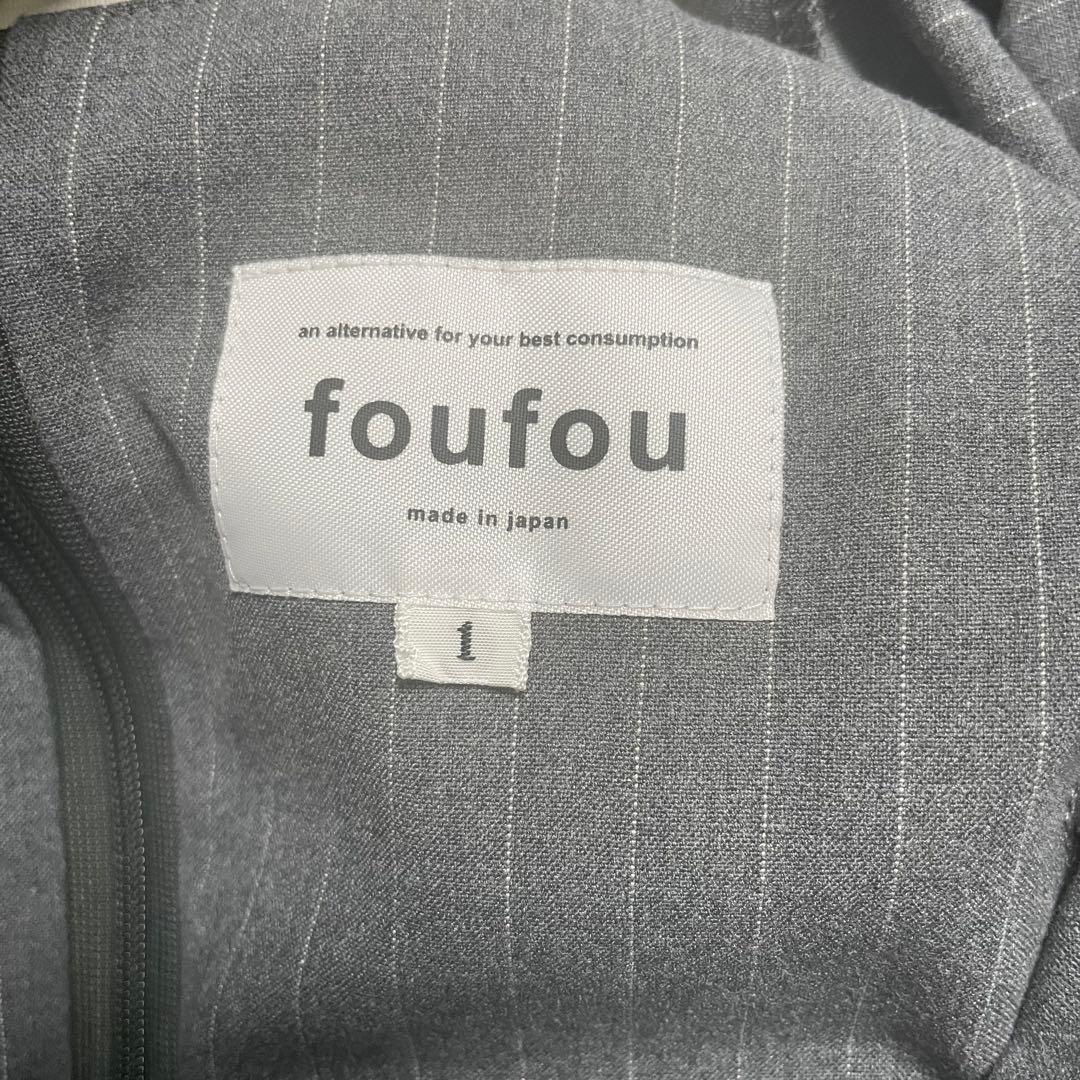 an alternative for your best consumption
foufou
made in japan
1